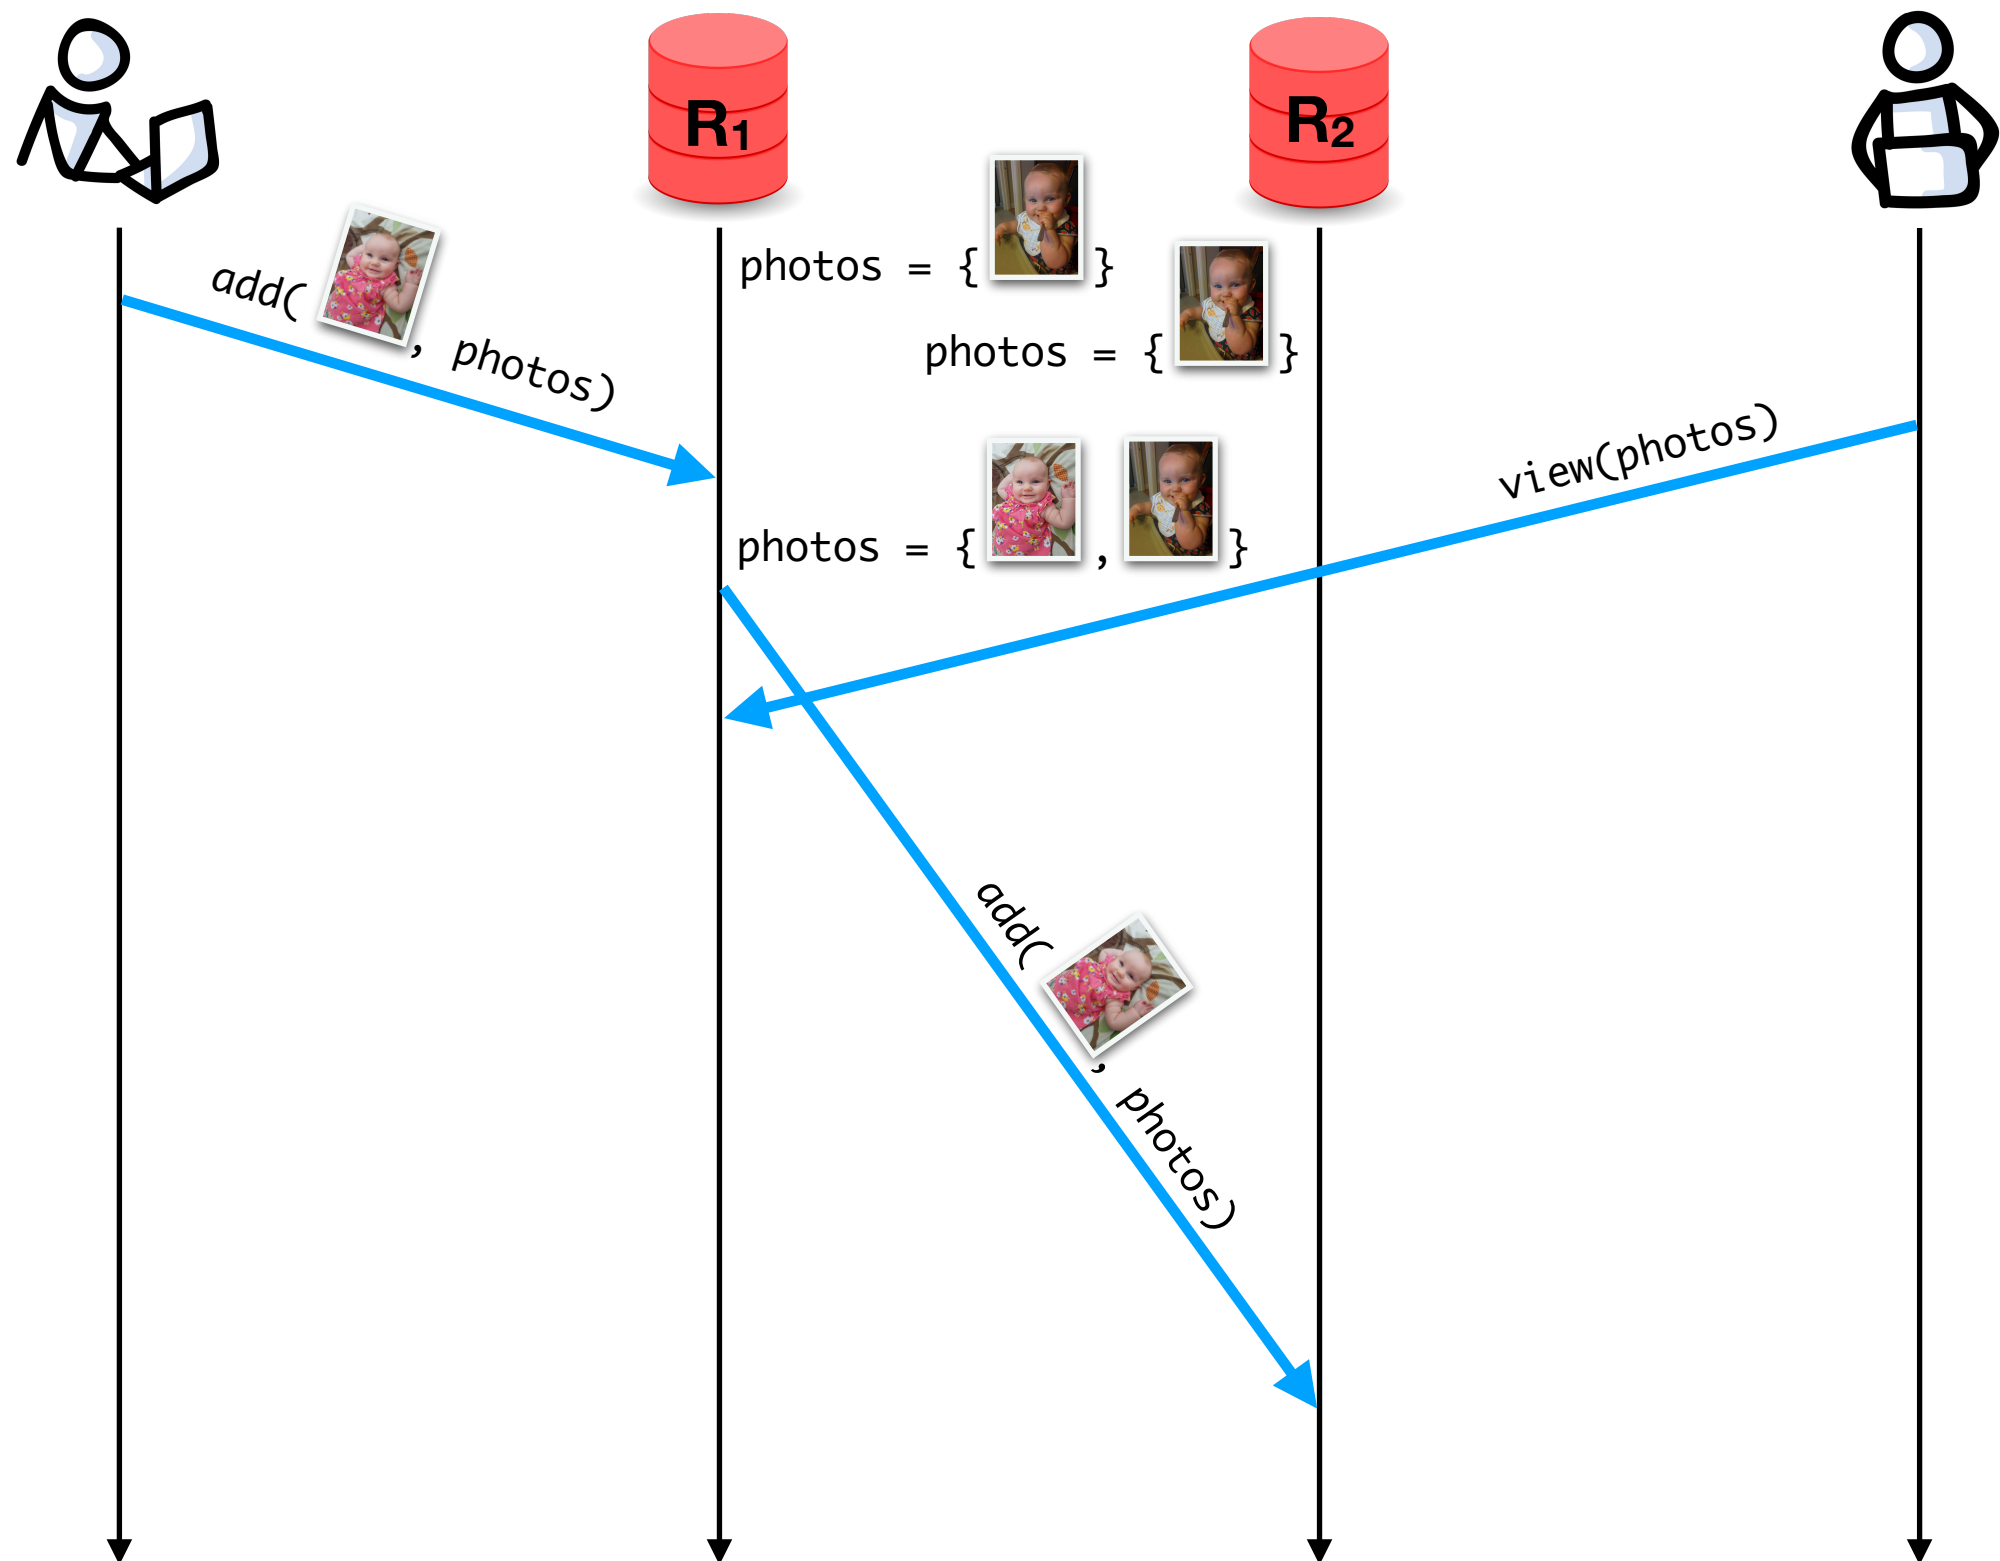 R1
R2
photos = { }
add( , photos)
photos = { }
view(photos)
photos = { , }
add( , photos)